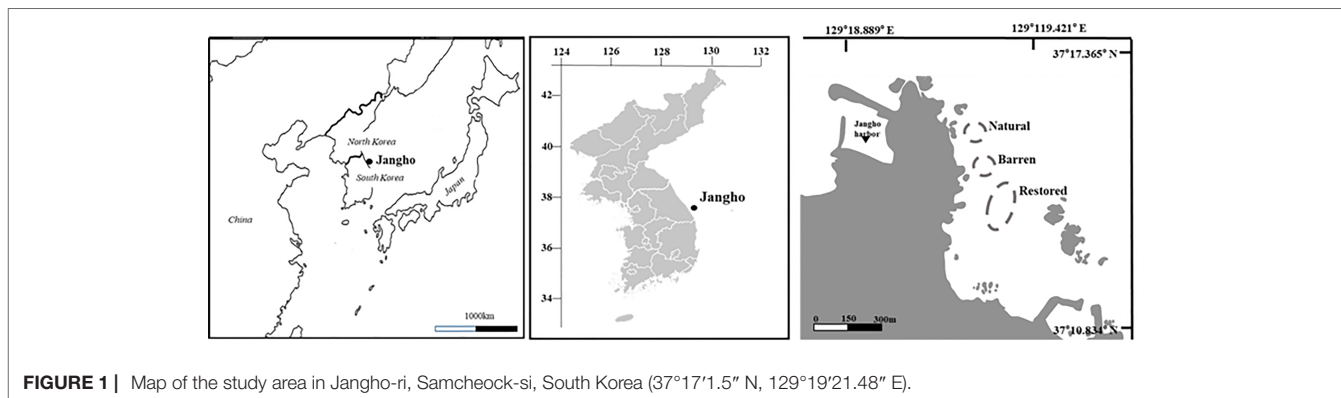 North Korea
Jangho
South Korea
Japan
China
1000km
124 126 128 130 132
42
40
38
36
34
Jangho
129°18.889° E
129°119.421° E
37°17.365° N
Jangho
harbor
Natural
Barren
Restored
0 150 300m
37°10.834° N
FIGURE 1 | Map of the study area in Jangho-ri, Samcheock-si, South Korea (37°17′1.5″ N, 129°19′21.48″ E).